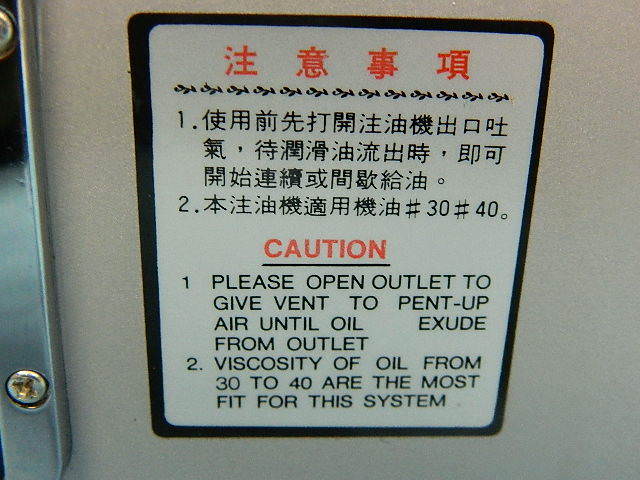 注意事項
1.使用前先打開注油機出口吐
氣，待潤滑油流出時，即可
開始連續或間歇給油。
2.本注油機適用機油#30#40。
CAUTION
1 PLEASE OPEN OUTLET TO
GIVE VENT TO PENT-UP
AIR UNTIL OIL EXUDE
FROM OUTLET
2. VISCOSITY OF OIL FROM
30 TO 40 ARE THE MOST
FIT FOR THIS SYSTEM